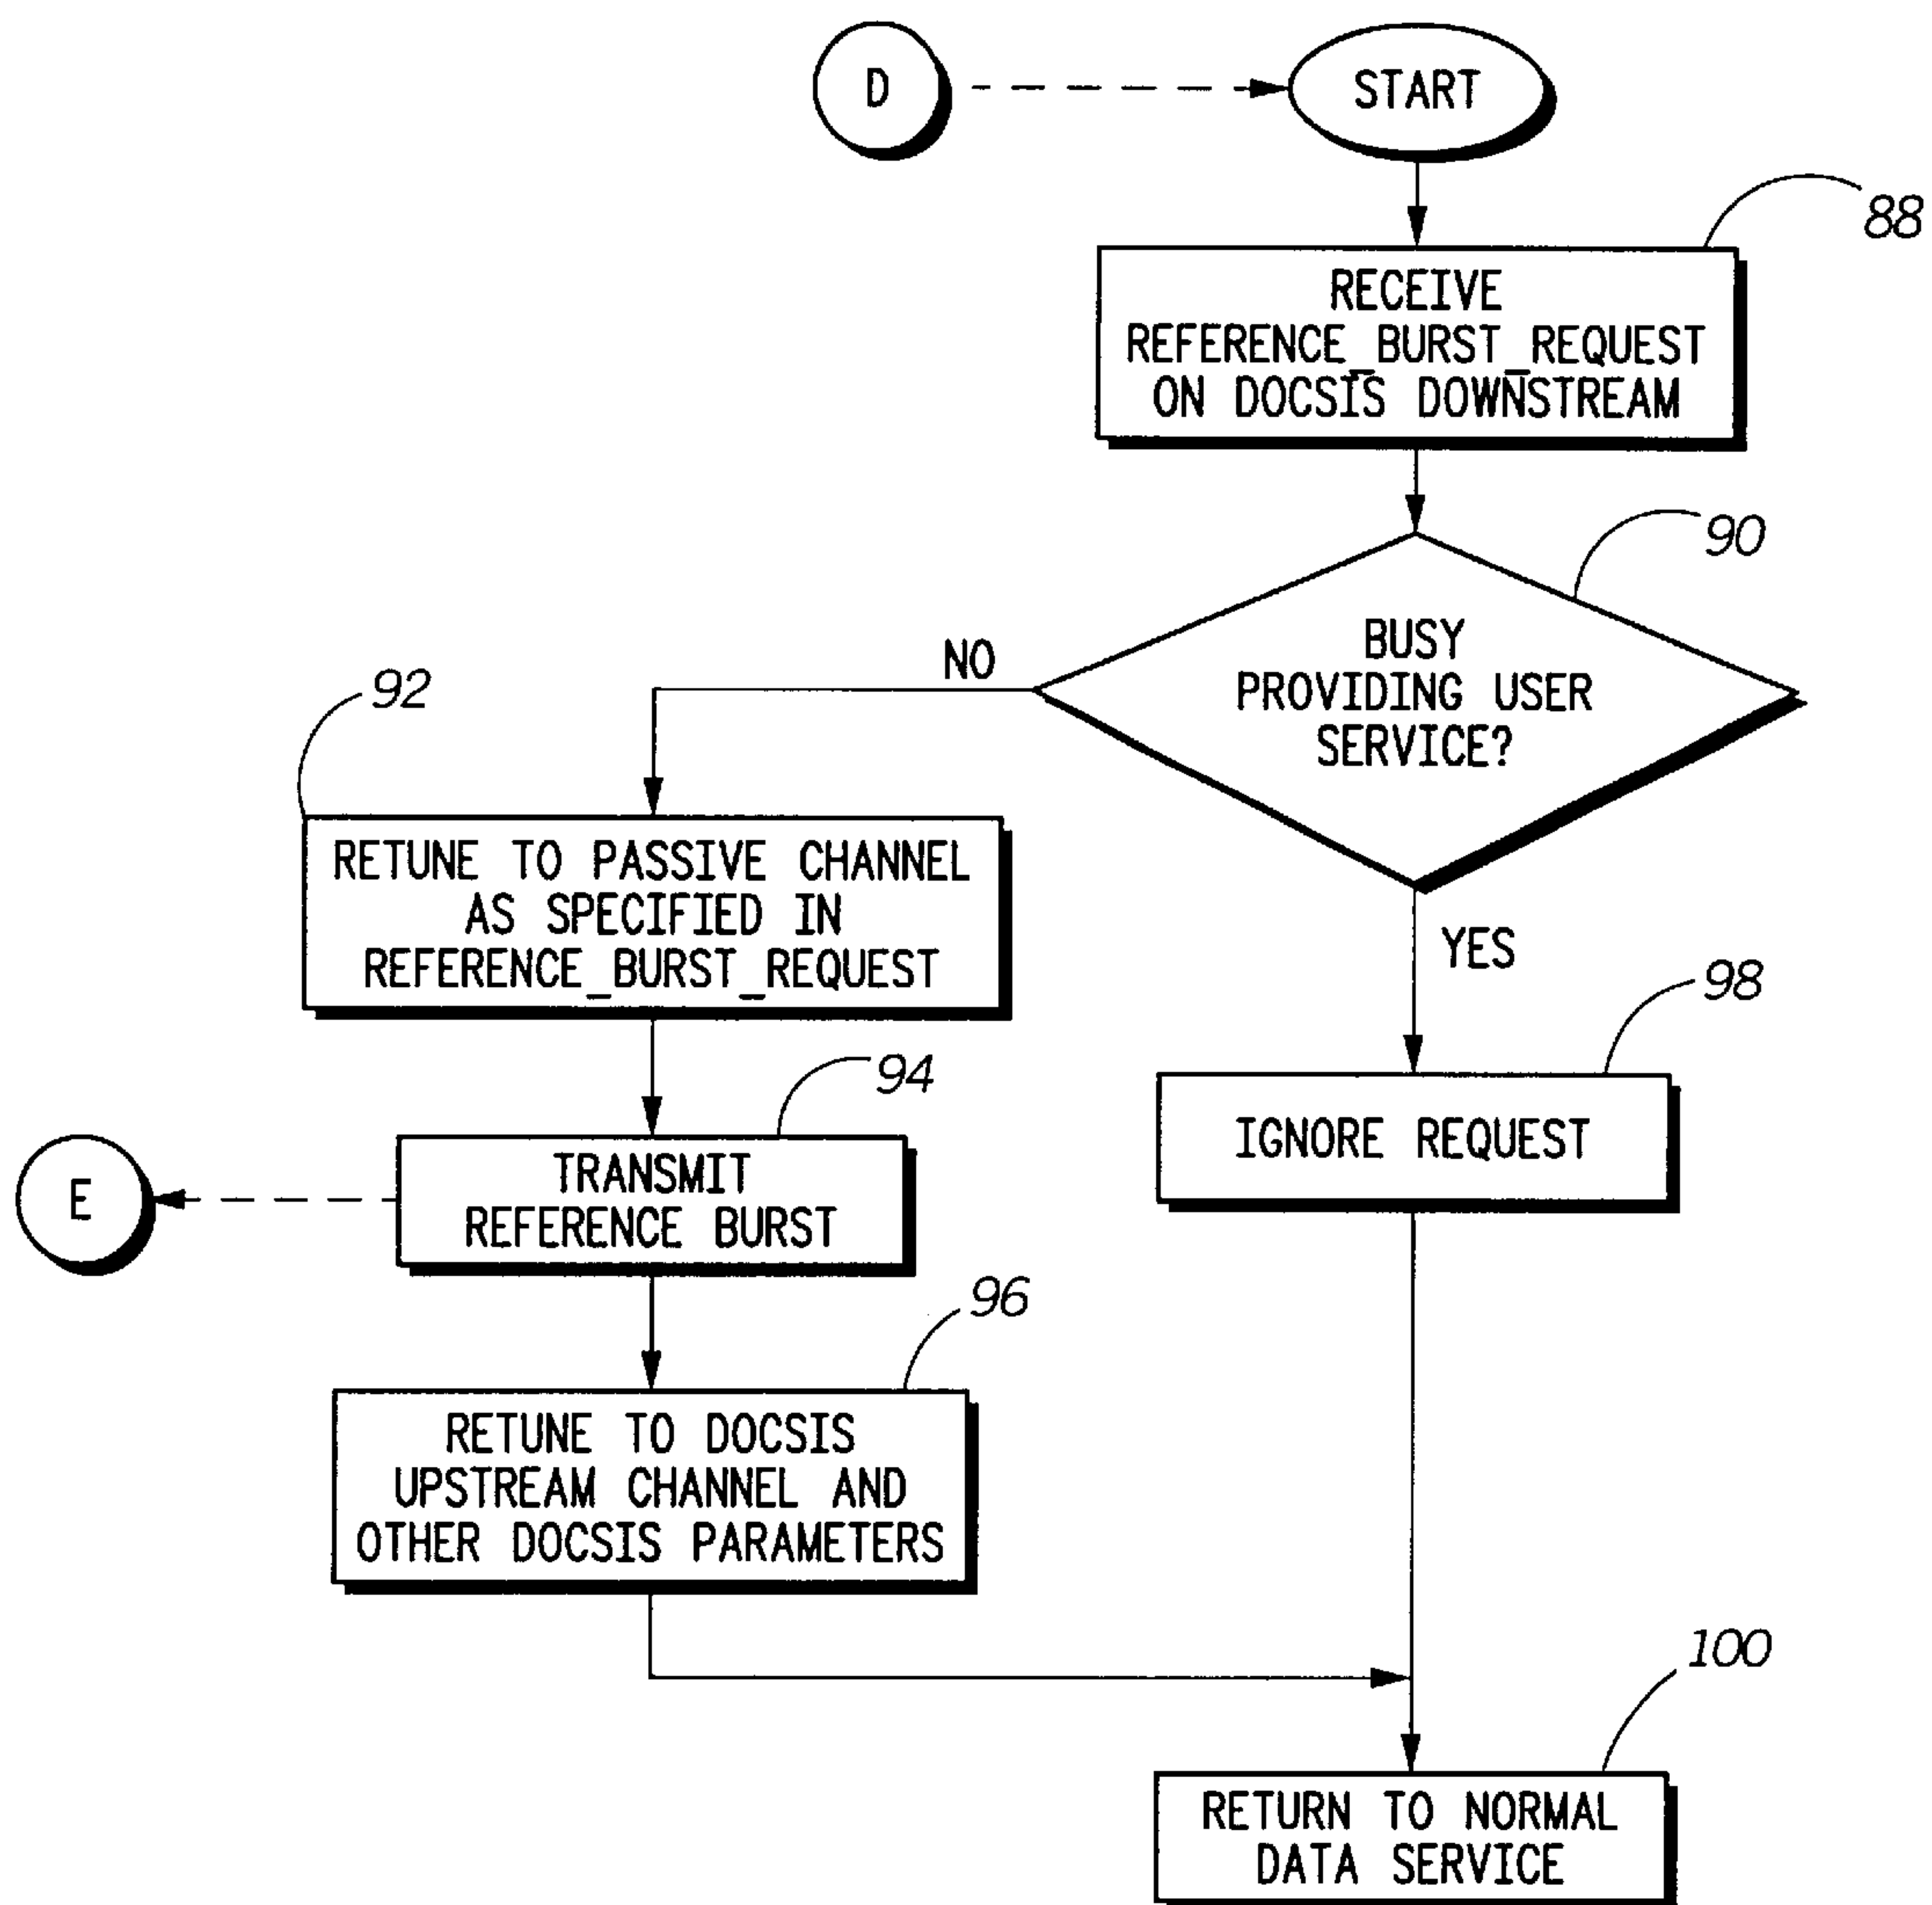 D
START
88
RECEIVE
REFERENCE_BURST_REQUEST
ON DOCSIS DOWNSTREAM
90
BUSY
PROVIDING USER
SERVICE?
NO
92
RETUNE TO PASSIVE CHANNEL
AS SPECIFIED IN
REFERENCE_BURST_REQUEST
YES
98
IGNORE REQUEST
94
TRANSMIT
REFERENCE BURST
E
96
RETUNE TO DOCSIS
UPSTREAM CHANNEL AND
OTHER DOCSIS PARAMETERS
100
RETURN TO NORMAL
DATA SERVICE